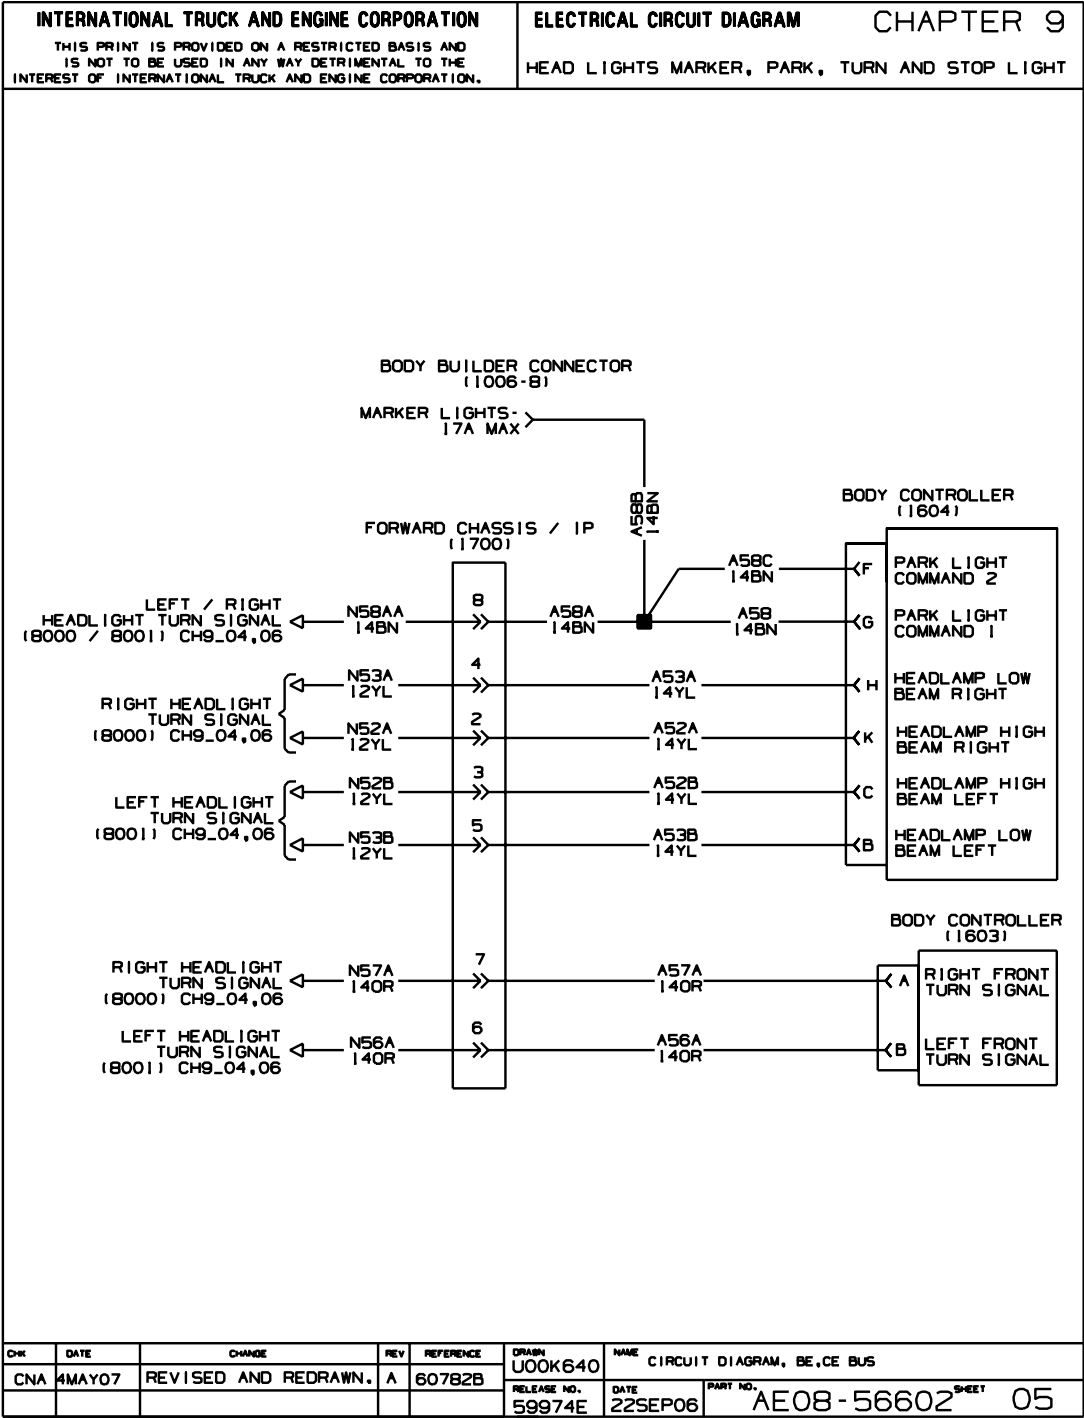 INTERNATIONAL TRUCK AND ENGINE CORPORATION
THIS PRINT IS PROVIDED ON A RESTRICTED BASIS AND
IS NOT TO BE USED IN ANY WAY DETRIMENTAL TO THE
INTEREST OF INTERNATIONAL TRUCK AND ENGINE CORPORATION.
ELECTRICAL CIRCUIT DIAGRAM
CHAPTER 9
HEAD LIGHTS MARKER, PARK, TURN AND STOP LIGHT
BODY BUILDER CONNECTOR
(1006-8)
MARKER LIGHTS-
17A MAX
A58B
14BN
BODY CONTROLLER
(1604)
FORWARD CHASSIS / IP
(1700)
A58C
14BN
F
PARK LIGHT
COMMAND 2
LEFT / RIGHT
HEADLIGHT TURN SIGNAL
(8000 / 8001) CH9_04,06
N58AA
14BN
8
A58A
14BN
A58
14BN
G
PARK LIGHT
COMMAND 1
RIGHT HEADLIGHT
TURN SIGNAL
(8000) CH9_04,06
N53A
12YL
4
A53A
14YL
H
HEADLAMP LOW
BEAM RIGHT
N52A
12YL
2
A52A
14YL
K
HEADLAMP HIGH
BEAM RIGHT
LEFT HEADLIGHT
TURN SIGNAL
(8001) CH9_04,06
N52B
12YL
3
A52B
14YL
C
HEADLAMP HIGH
BEAM LEFT
N53B
12YL
5
A53B
14YL
B
HEADLAMP LOW
BEAM LEFT
BODY CONTROLLER
(1603)
RIGHT HEADLIGHT
TURN SIGNAL
(8000) CH9_04,06
N57A
14OR
7
A57A
14OR
A
RIGHT FRONT
TURN SIGNAL
LEFT HEADLIGHT
TURN SIGNAL
(8001) CH9_04,06
N56A
14OR
6
A56A
14OR
B
LEFT FRONT
TURN SIGNAL
CHK DATE CHANGE REV REFERENCE
CNA 4MAY07 REVISED AND REDRAWN. A 60782B
DRAWN
U00K640
NAME
CIRCUIT DIAGRAM, BE,CE BUS
RELEASE NO.
59974E
DATE
22SEP06
PART NO.
AE08-56602
SHEET
05